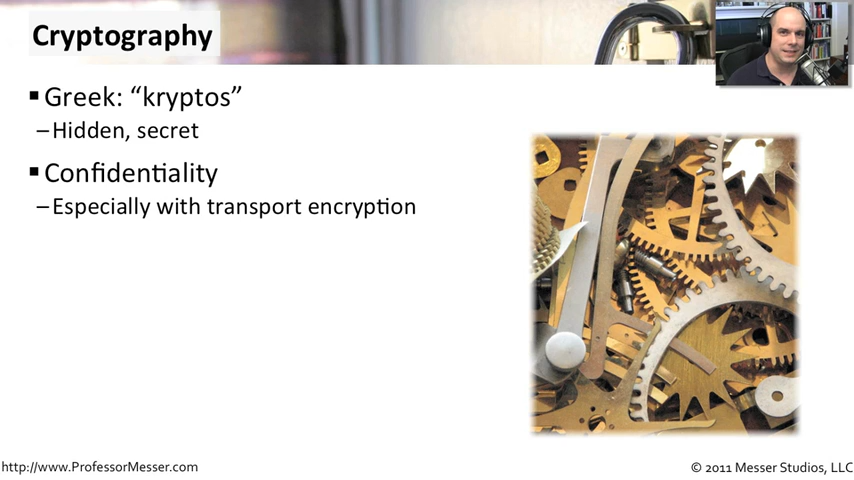 Cryptography
▪ Greek: “kryptos”
– Hidden, secret
▪ Confidentiality
– Especially with transport encryption
http://www.ProfessorMesser.com
© 2011 Messer Studios, LLC